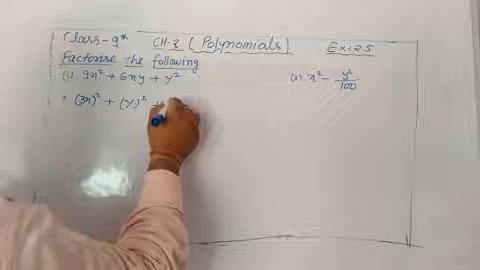 Class-9th CH-2 (Polynomials) Ex:2.5
Factorise the following
(i) 9x² + 6xy + y² (iii) x² - y²/100
= (3x)² + (y)² +